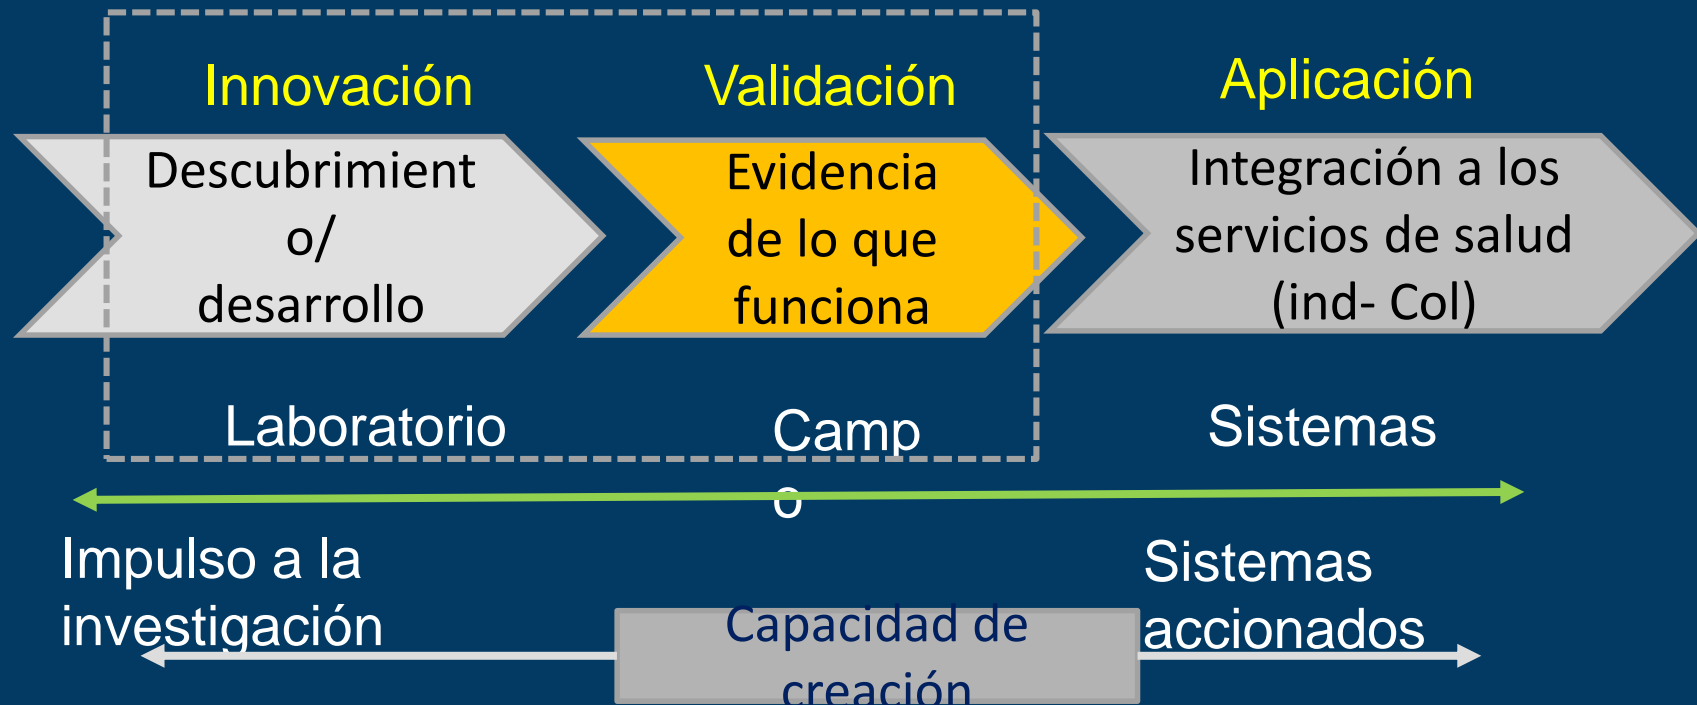 Innovación
Validación
Aplicación
Descubrimient
o/
desarrollo
Evidencia
de lo que
funciona
Integración a los
servicios de salud
(ind- Col)
Laboratorio
Camp
o
Sistemas
Impulso a la
investigación
Sistemas
accionados
Capacidad de
creación